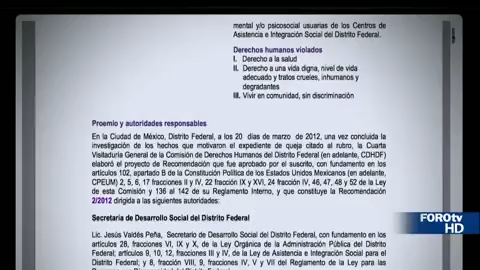 mental y/o psicosocial usuarias de los Centros de
Asistencia e Integración Social del Distrito Federal.
Derechos humanos violados
I. Derecho a la salud
II. Derecho a una vida digna, nivel de vida
adecuado y tratos crueles, inhumanos y
degradantes
III. Vivir en comunidad, sin discriminación
Proemio y autoridades responsables
En la Ciudad de México, Distrito Federal, a los 20 días de marzo de 2012, una vez concluida la
investigación de los hechos que motivaron el expediente de queja citado al rubro, la Cuarta
Visitaduría General de la Comisión de Derechos Humanos del Distrito Federal (en adelante, CDHDF)
elaboró el proyecto de Recomendación que fue aprobado por el suscrito, con fundamento en los
artículos 102, apartado B de la Constitución Política de los Estados Unidos Mexicanos (en adelante,
CPEUM) 2, 5, 6, 17 fracciones II y IV, 22 fracción IX y XVI, 24 fracción IV, 46, 47, 48 y 52 de la Ley
de esta Comisión y 136 al 142 de su Reglamento Interno, y que constituye la Recomendación
2/2012 dirigida a las siguientes autoridades:
Secretaría de Desarrollo Social del Distrito Federal
Lic. Jesús Valdés Peña, Secretario de Desarrollo Social del Distrito Federal, con fundamento en los
artículos 28, fracciones VI, IX y X, de la Ley Orgánica de la Administración Pública del Distrito
Federal; artículos 9, 10, 12, fracciones III y IV, de la Ley de Asistencia e Integración Social para el
Distrito Federal; y 8, fracción VIII, 9, fracciones IV, V y VII del Reglamento de la Ley para las
FOROtv
HD